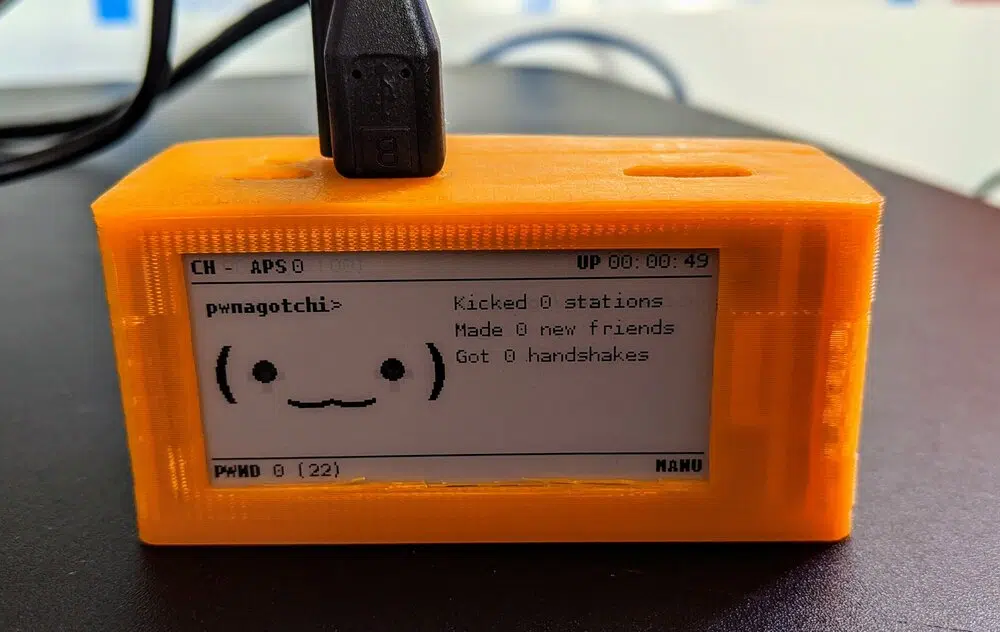 CH - APS 0 UP 00:00:49
pwnagotchi>
Kicked 0 stations
Made 0 new friends
Got 0 handshakes
PWND 0 (22) MANU
B